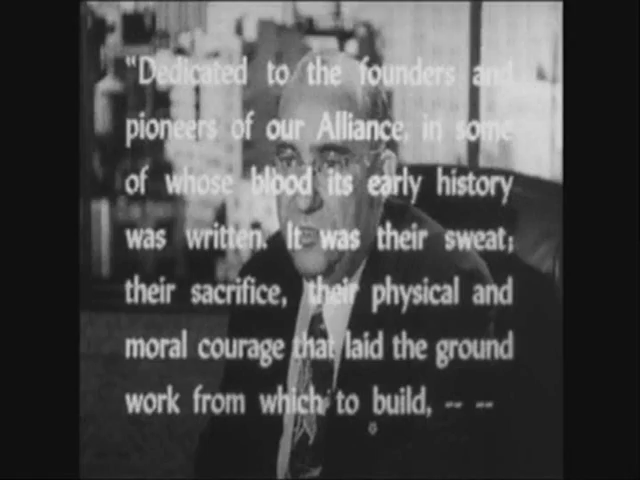 "Dedicated to the founders and
pioneers of our Alliance, in some
of whose blood its early history
was written. It was their sweat;
their sacrifice, their physical and
moral courage that laid the ground
work from which to build, -- --